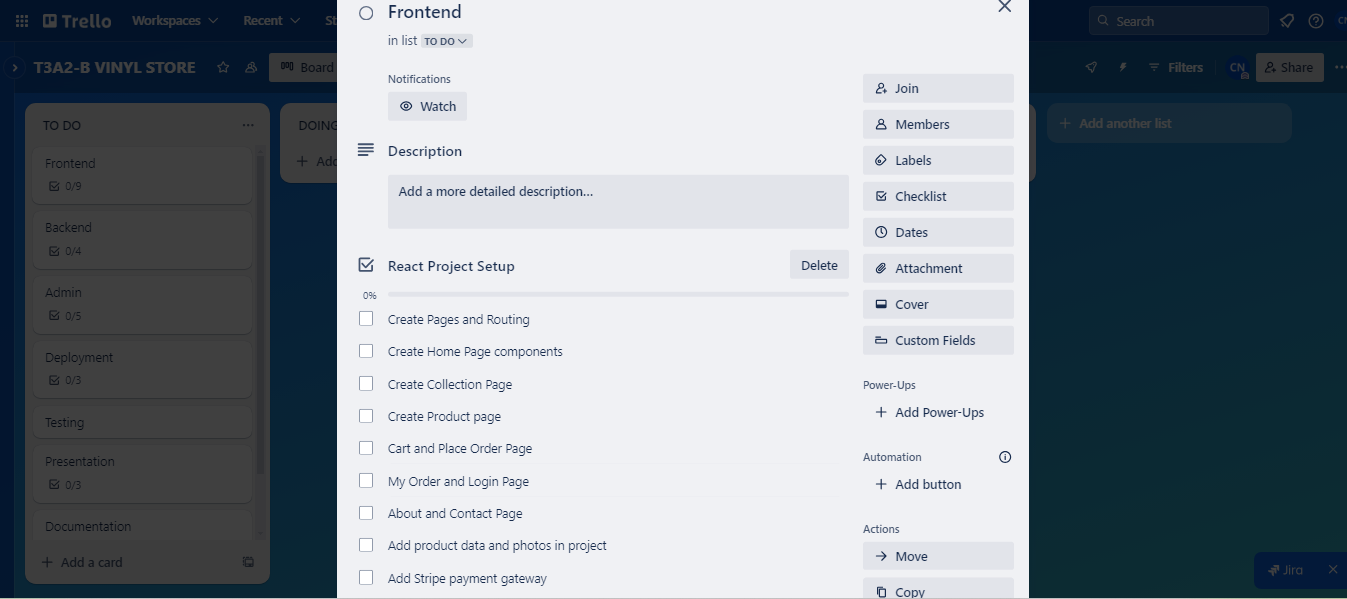 Trello
Workspaces
Recent
St
Search
CN
T3A2-B VINYL STORE
Board
Filters
CN
Share
TO DO
Frontend
0/9
Backend
0/4
Admin
0/5
Deployment
0/3
Testing
Presentation
0/3
Documentation
+ Add a card
DOING
+ Add
+ Add another list
Frontend
in list TO DO
Notifications
Watch
Description
Add a more detailed description...
React Project Setup
Delete
0%
Create Pages and Routing
Create Home Page components
Create Collection Page
Create Product page
Cart and Place Order Page
My Order and Login Page
About and Contact Page
Add product data and photos in project
Add Stripe payment gateway
Join
Members
Labels
Checklist
Dates
Attachment
Cover
Custom Fields
Power-Ups
+ Add Power-Ups
Automation
+ Add button
Actions
Move
Copy
Jira